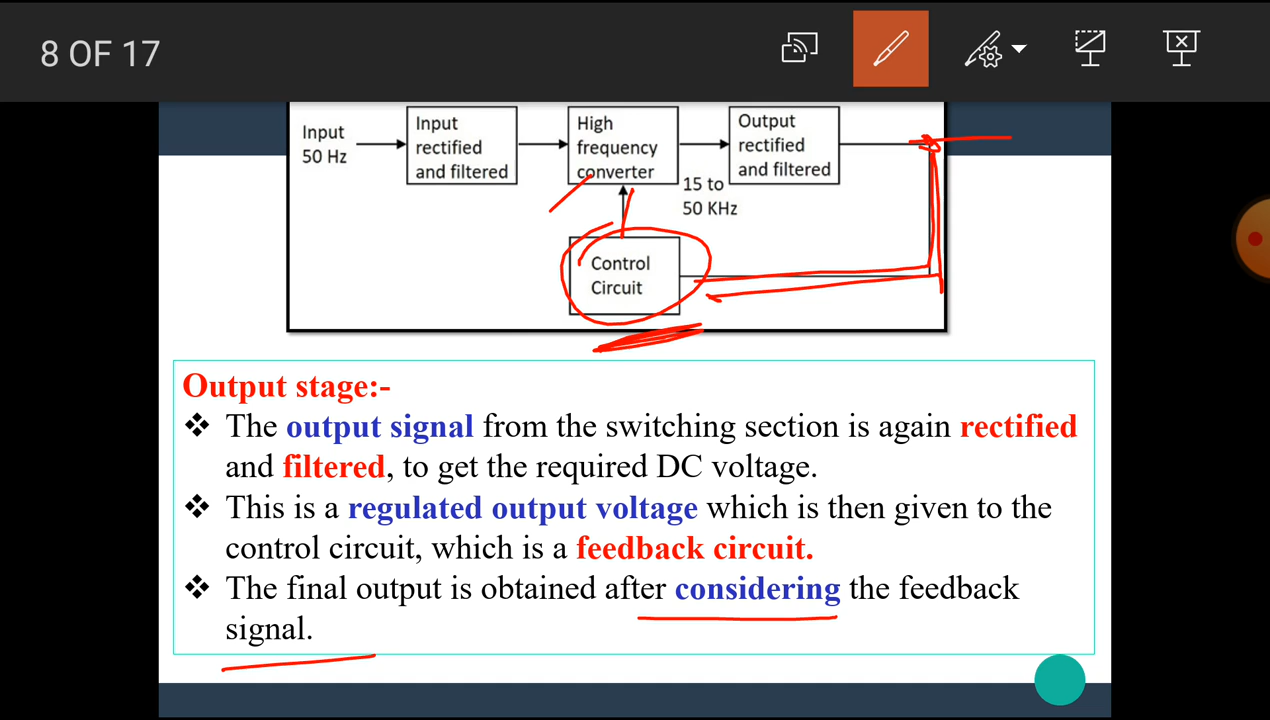 8 OF 17
Input
50 Hz
Input
rectified
and filtered
High
frequency
converter
Output
rectified
and filtered
15 to
50 KHz
Control
Circuit
Output stage:-
❖ The output signal from the switching section is again rectified
and filtered, to get the required DC voltage.
❖ This is a regulated output voltage which is then given to the
control circuit, which is a feedback circuit.
❖ The final output is obtained after considering the feedback
signal.